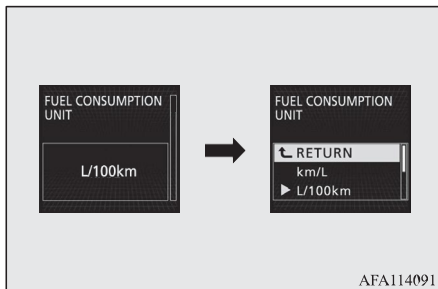 FUEL CONSUMPTION
UNIT
L/100km
FUEL CONSUMPTION
UNIT
RETURN
km/L
L/100km
AFA114091